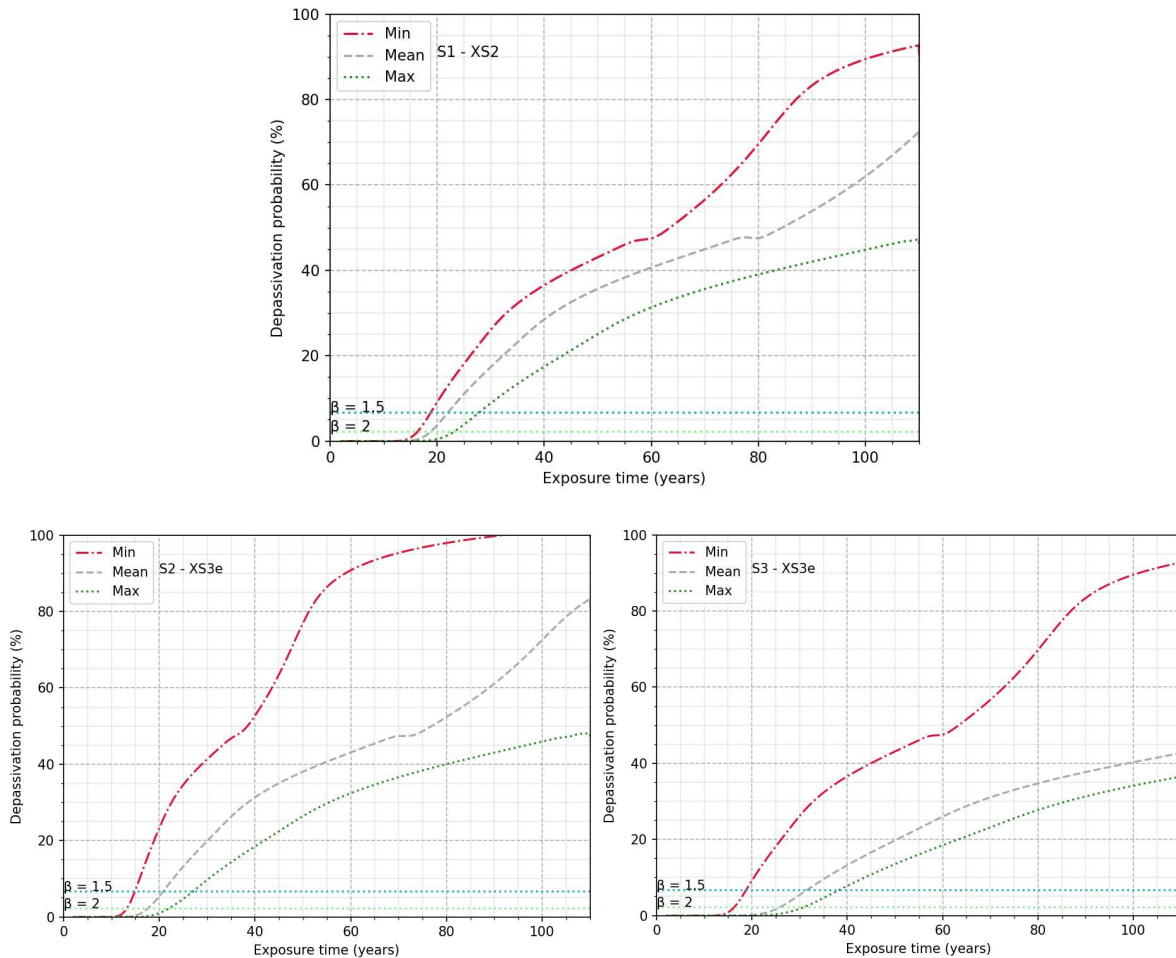 100
80
60
40
20
0
Depassivation probability (%)
Min
Mean
Max
S1 - XS2
β = 1.5
β = 2
0 20 40 60 80 100
Exposure time (years)
100
80
60
40
20
0
Depassivation probability (%)
Min
Mean
Max
S2 - XS3e
β = 1.5
β = 2
0 20 40 60 80 100
Exposure time (years)
100
80
60
40
20
0
Depassivation probability (%)
Min
Mean
Max
S3 - XS3e
β = 1.5
β = 2
0 20 40 60 80 100
Exposure time (years)